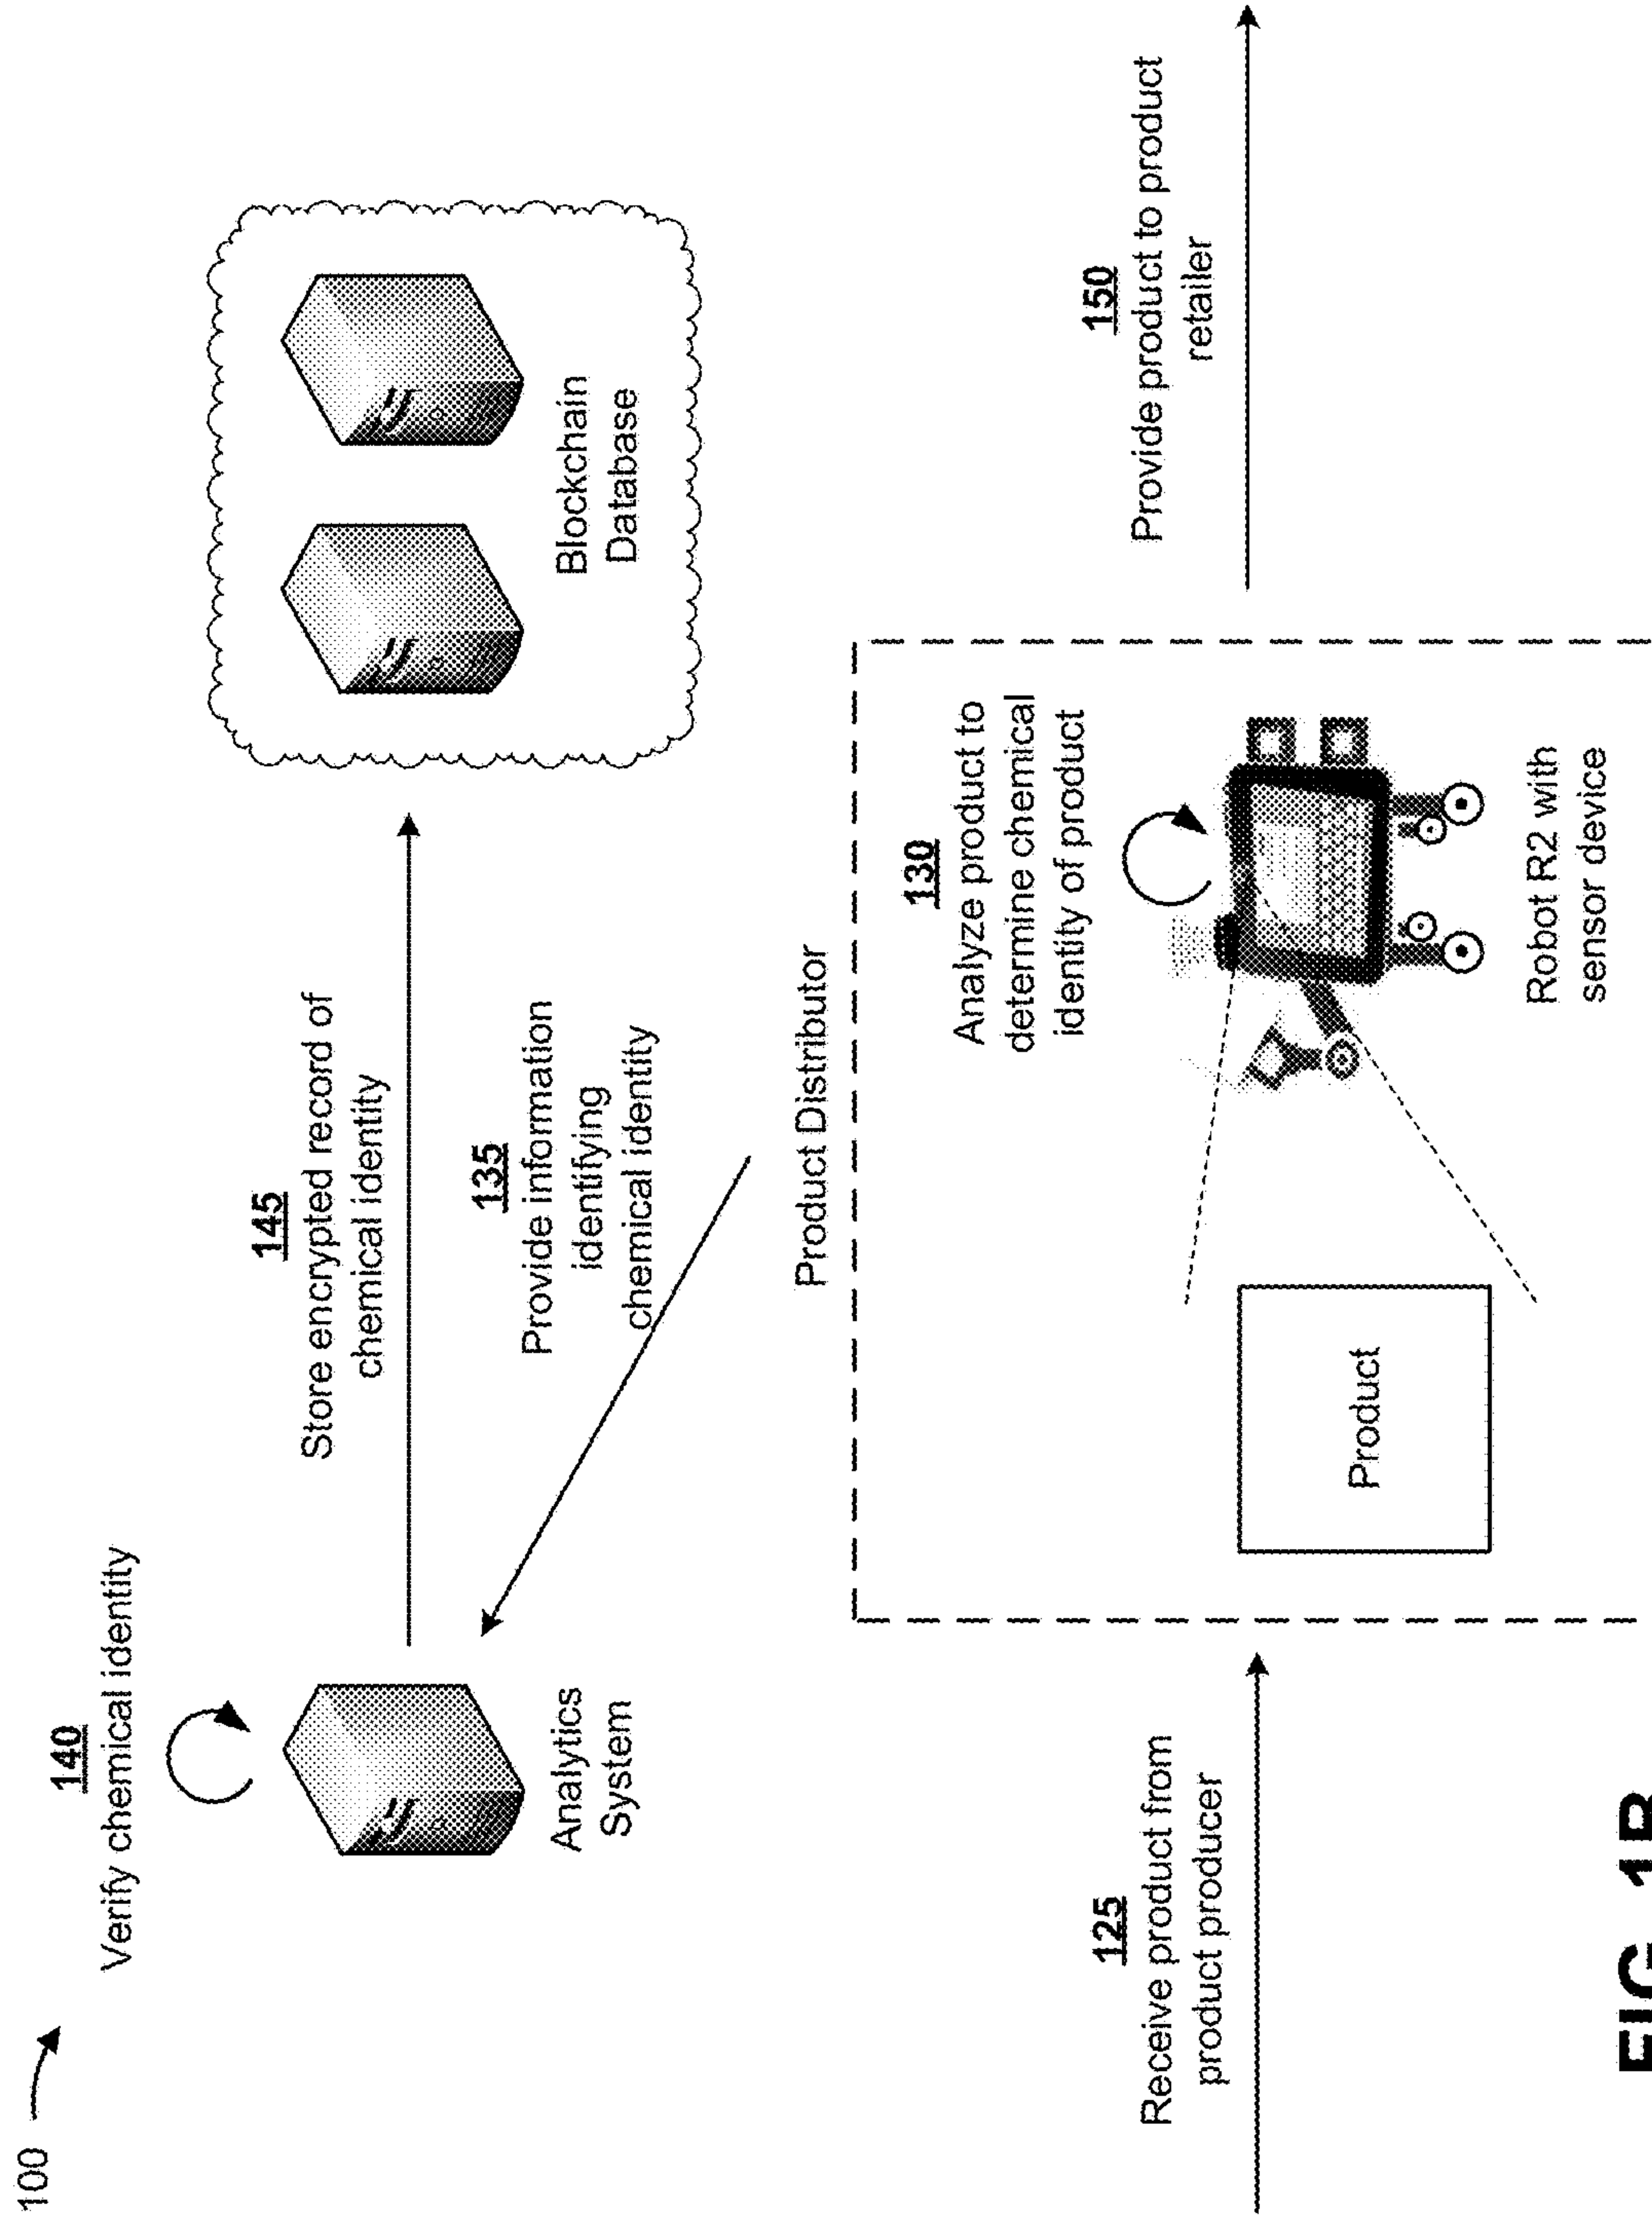 100
140
Verify chemical identity
Analytics
System
145
Store encrypted record of
chemical identity
135
Provide information
identifying
chemical identity
Blockchain
Database
Product Distributor
125
Receive product from
product producer
130
Analyze product to
determine chemical
identity of product
Product
Robot R2 with
sensor device
150
Provide product to product
retailer
FIG. 1B